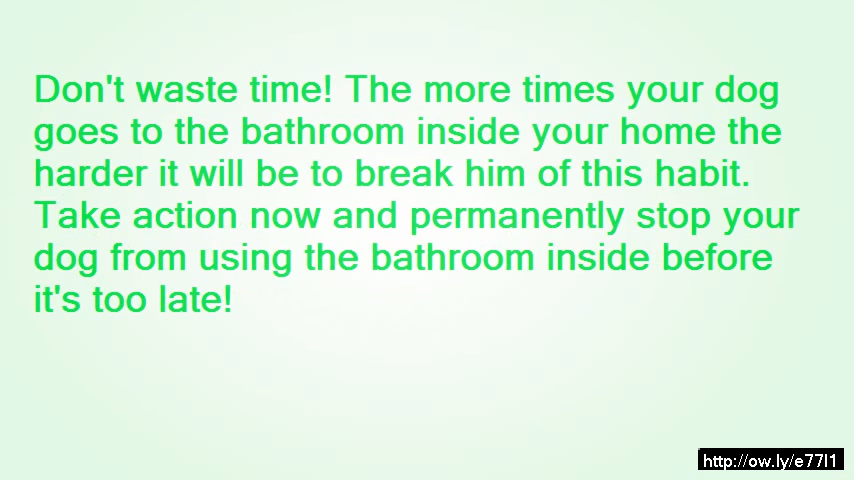 Don't waste time! The more times your dog
goes to the bathroom inside your home the
harder it will be to break him of this habit.
Take action now and permanently stop your
dog from using the bathroom inside before
it's too late!
http://ow.ly/e77I1